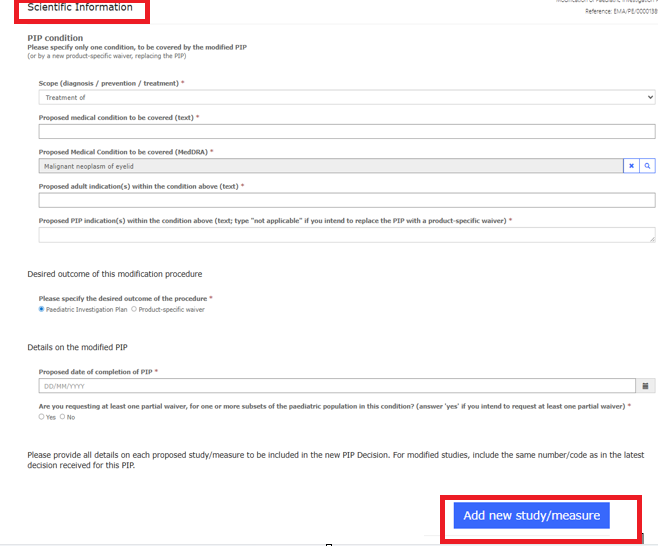 Scientific Information
Reference: EMA/PE/0000138
PIP condition
Please specify only one condition, to be covered by the modified PIP
(or by a new product-specific waiver, replacing the PIP)
Scope (diagnosis / prevention / treatment) *
Treatment of
Proposed medical condition to be covered (text) *
Proposed Medical Condition to be covered (MedDRA) *
Malignant neoplasm of eyelid
Proposed adult indication(s) within the condition above (text) *
Proposed PIP indication(s) within the condition above (text; type "not applicable" if you intend to replace the PIP with a product-specific waiver) *
Desired outcome of this modification procedure
Please specify the desired outcome of the procedure *
Paediatric Investigation Plan Product-specific waiver
Details on the modified PIP
Proposed date of completion of PIP *
DD/MM/YYYY
Are you requesting at least one partial waiver, for one or more subsets of the paediatric population in this condition? (answer 'yes' if you intend to request at least one partial waiver) *
Yes No
Please provide all details on each proposed study/measure to be included in the new PIP Decision. For modified studies, include the same number/code as in the latest
decision received for this PIP.
Add new study/measure